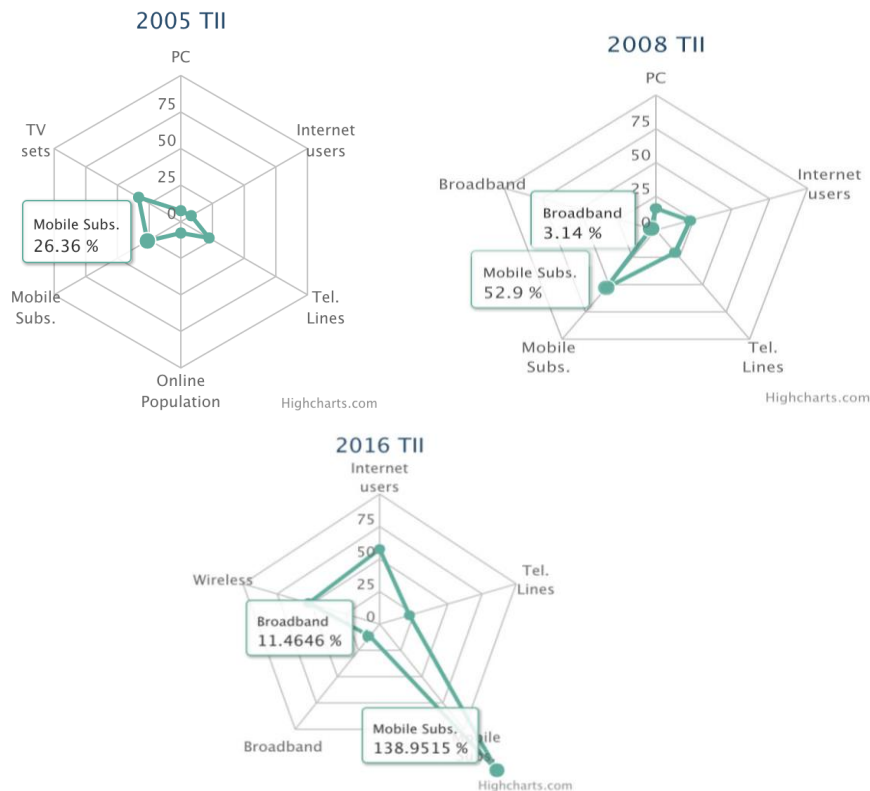 2005 TII
PC
75
50
25
0
TV
sets
Internet
users
Mobile Subs.
26.36 %
Mobile
Subs.
Tel.
Lines
Online
Population
Highcharts.com
2008 TII
PC
75
50
25
0
Broadband
Internet
users
Broadband
3.14 %
Mobile Subs.
52.9 %
Mobile
Subs.
Tel.
Lines
Highcharts.com
2016 TII
Internet
users
75
50
25
0
Wireless
Tel.
Lines
Broadband
11.4646 %
Mobile Subs.
138.9515 %
Broadband
Highcharts.com